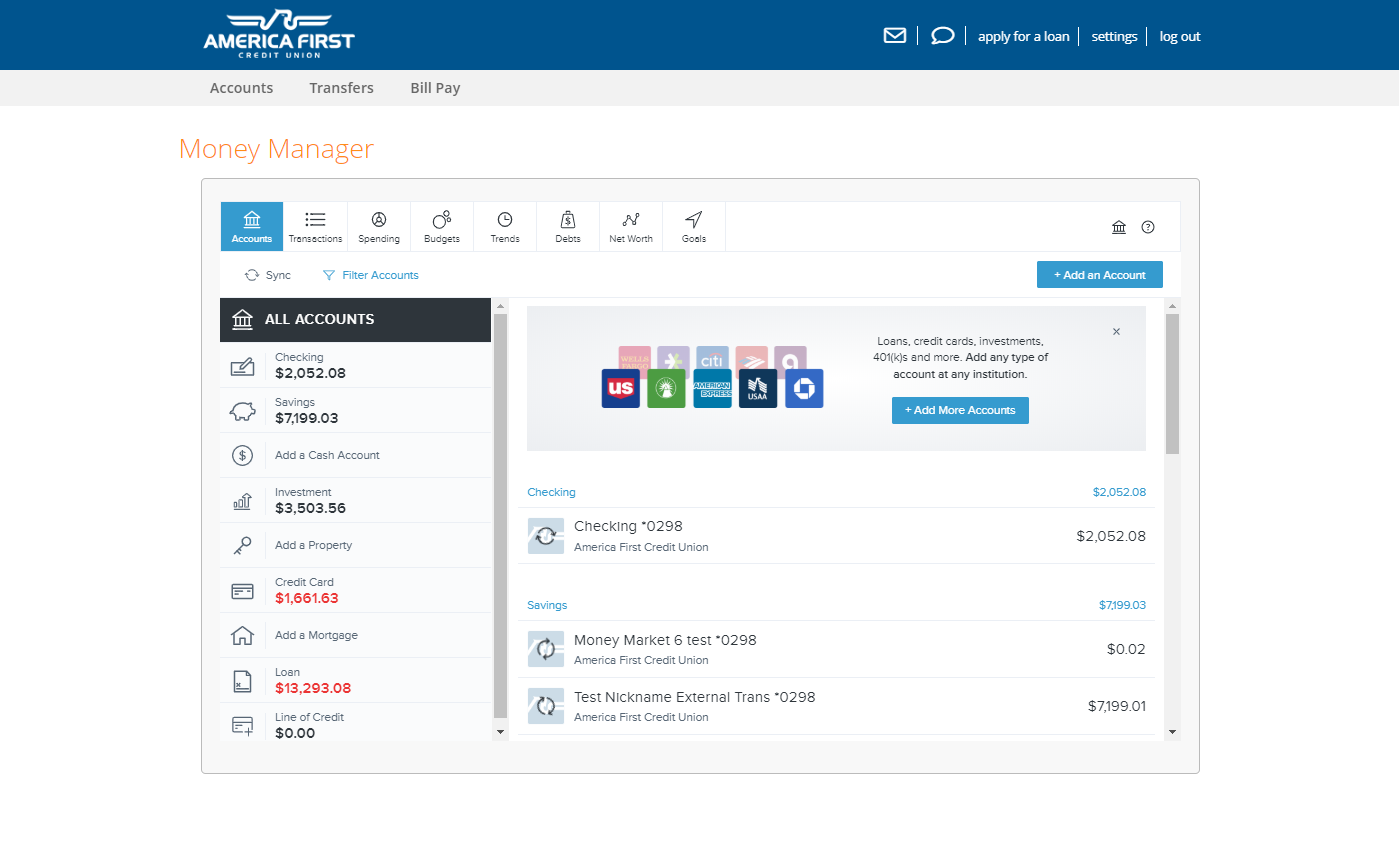 AMERICA FIRST
CREDIT UNION
apply for a loan
settings
log out
Accounts
Transfers
Bill Pay
Money Manager
Accounts
Transactions
Spending
Budgets
Trends
Debts
Net Worth
Goals
Sync
Filter Accounts
+ Add an Account
ALL ACCOUNTS
Checking
$2,052.08
Savings
$7,199.03
Add a Cash Account
Investment
$3,503.56
Add a Property
Credit Card
$1,661.63
Add a Mortgage
Loan
$13,293.08
Line of Credit
$0.00
WELLS
FARGO
citi
us
AMERICAN
EXPRESS
USAA
Loans, credit cards, investments,
401(k)s and more. Add any type of
account at any institution.
+ Add More Accounts
Checking
$2,052.08
Checking *0298
America First Credit Union
$2,052.08
Savings
$7,199.03
Money Market 6 test *0298
America First Credit Union
$0.02
Test Nickname External Trans *0298
America First Credit Union
$7,199.01